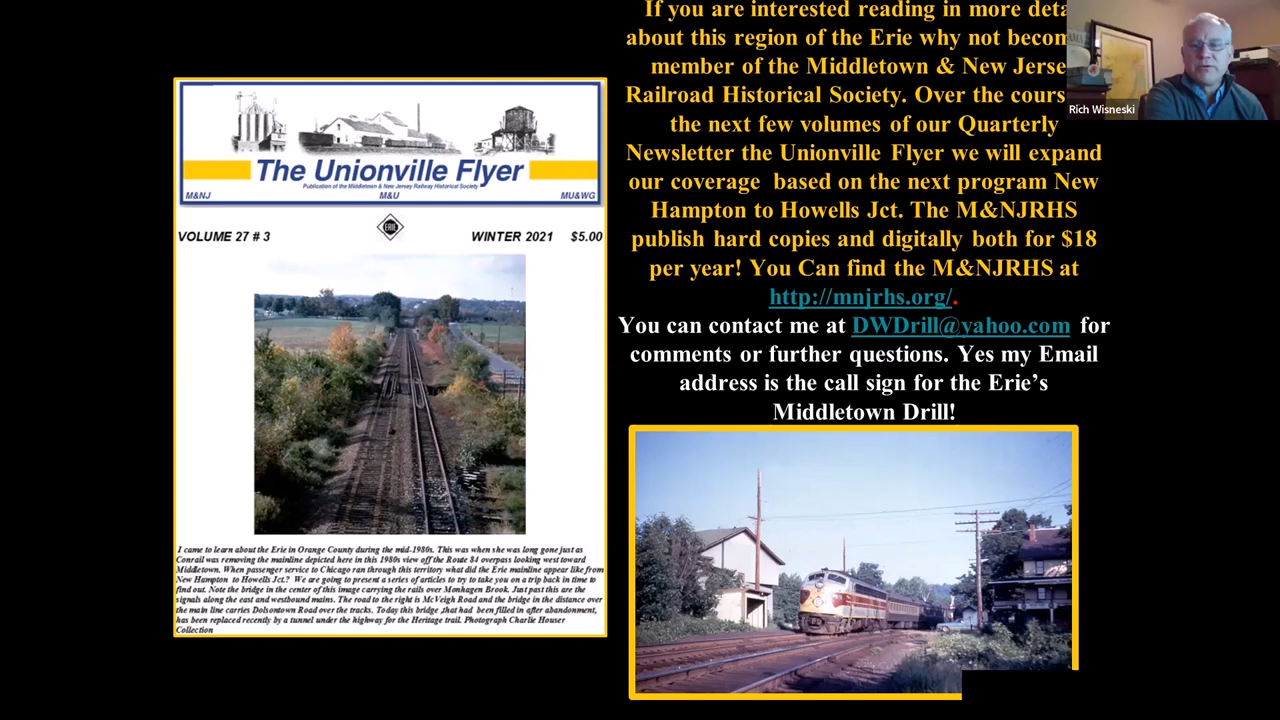 The Unionville Flyer
Publication of the Middletown & New Jersey Railway Historical Society
M&NJ M&U MU&WG
ERIE
VOLUME 27 # 3 WINTER 2021 $5.00
I came to learn about the Erie in Orange County during the mid-1980s. This was when she was long gone just as
Conrail was removing the mainline depicted here in this 1980s view off the Route 84 overpass looking west toward
Middletown. When passenger service to Chicago ran through this territory what did the Erie mainline appear like from
New Hampton to Howells Jct.? We are going to present a series of articles to try to take you on a trip back in time to
find out. Note the bridge in the center of this image carrying the rails over Monhagen Brook. Just past this are the
signals along the east and westbound mains. The road to the right is McVeigh Road and the bridge in the distance over
the main line carries Dolsontown Road over the tracks. Today this bridge ,that had been filled in after abandonment,
has been replaced recently by a tunnel under the highway for the Heritage trail. Photograph Charlie Houser
Collection
If you are interested reading in more deta
about this region of the Erie why not becom
member of the Middletown & New Jerse
Railroad Historical Society. Over the cours
the next few volumes of our Quarterly
Newsletter the Unionville Flyer we will expand
our coverage based on the next program New
Hampton to Howells Jct. The M&NJRHS
publish hard copies and digitally both for $18
per year! You Can find the M&NJRHS at
http://mnjrhs.org/.
You can contact me at DWDrill@yahoo.com for
comments or further questions. Yes my Email
address is the call sign for the Erie's
Middletown Drill!
Rich Wisneski